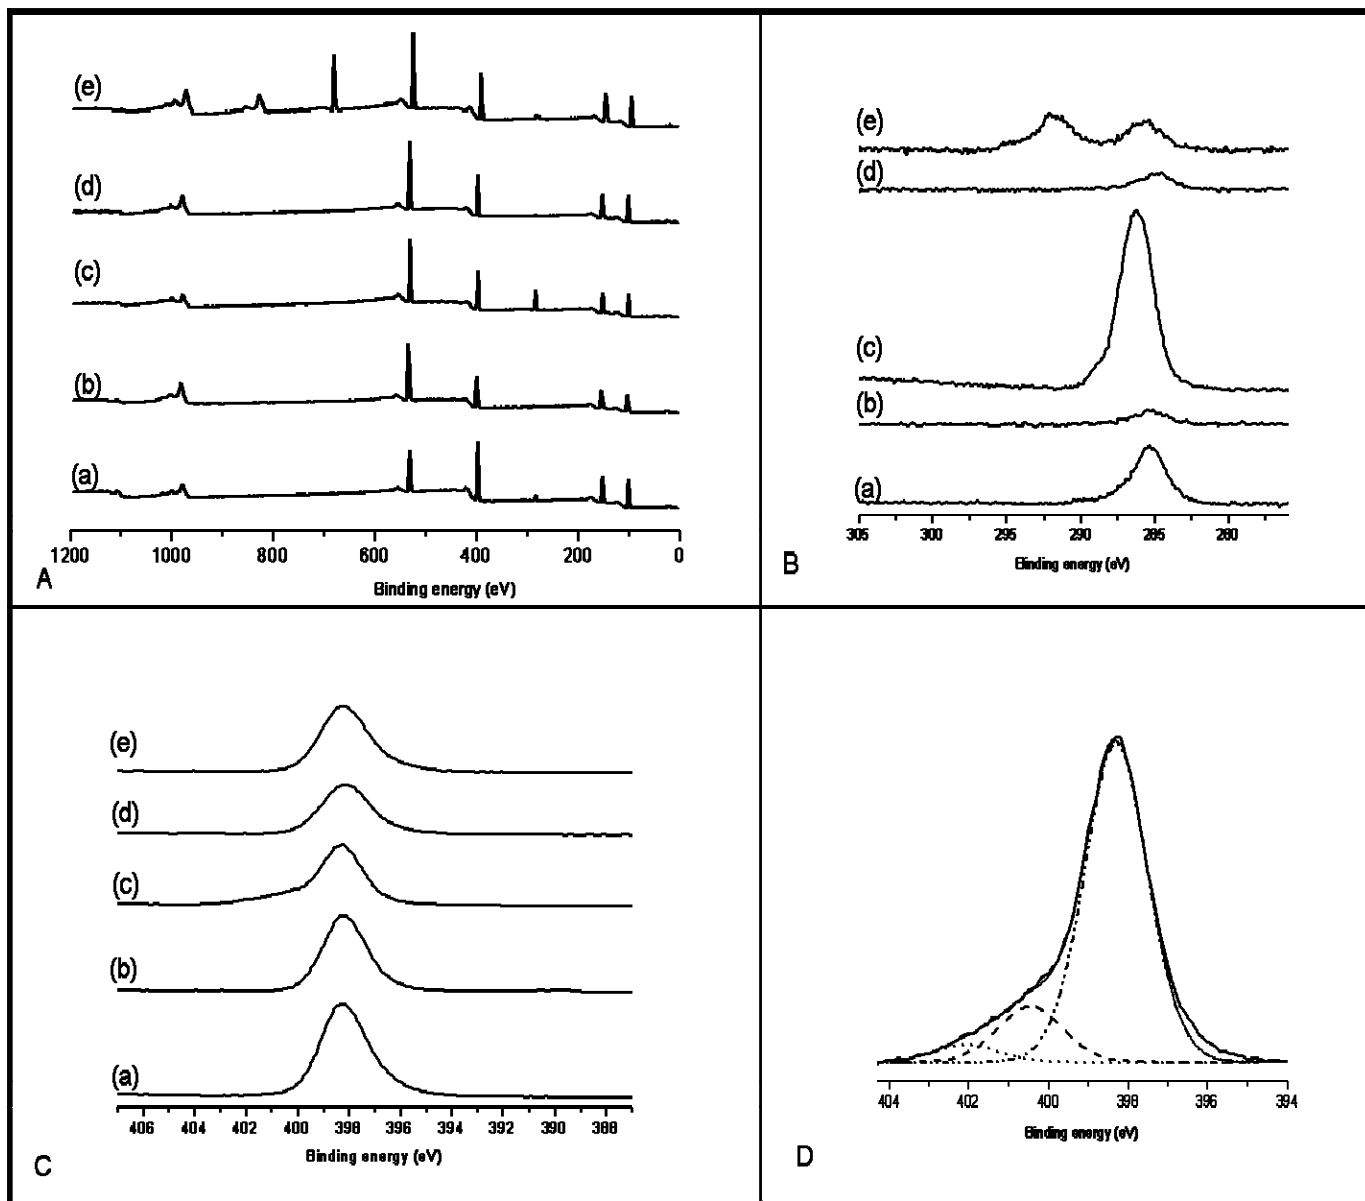 (e)
(d)
(c)
(b)
(a)
1200 1000 800 600 400 200 0
Binding energy (eV)
A
(e)
(d)
(c)
(b)
(a)
305 300 295 290 285 280
Binding energy (eV)
B
(e)
(d)
(c)
(b)
(a)
406 404 402 400 398 396 394 392 390 388
Binding energy (eV)
C
404 402 400 398 396 394
Binding energy (eV)
D